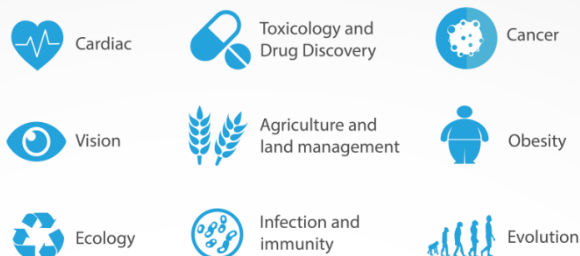 Cardiac
Toxicology and
Drug Discovery
Cancer
Vision
Agriculture and
land management
Obesity
Ecology
Infection and
immunity
Evolution